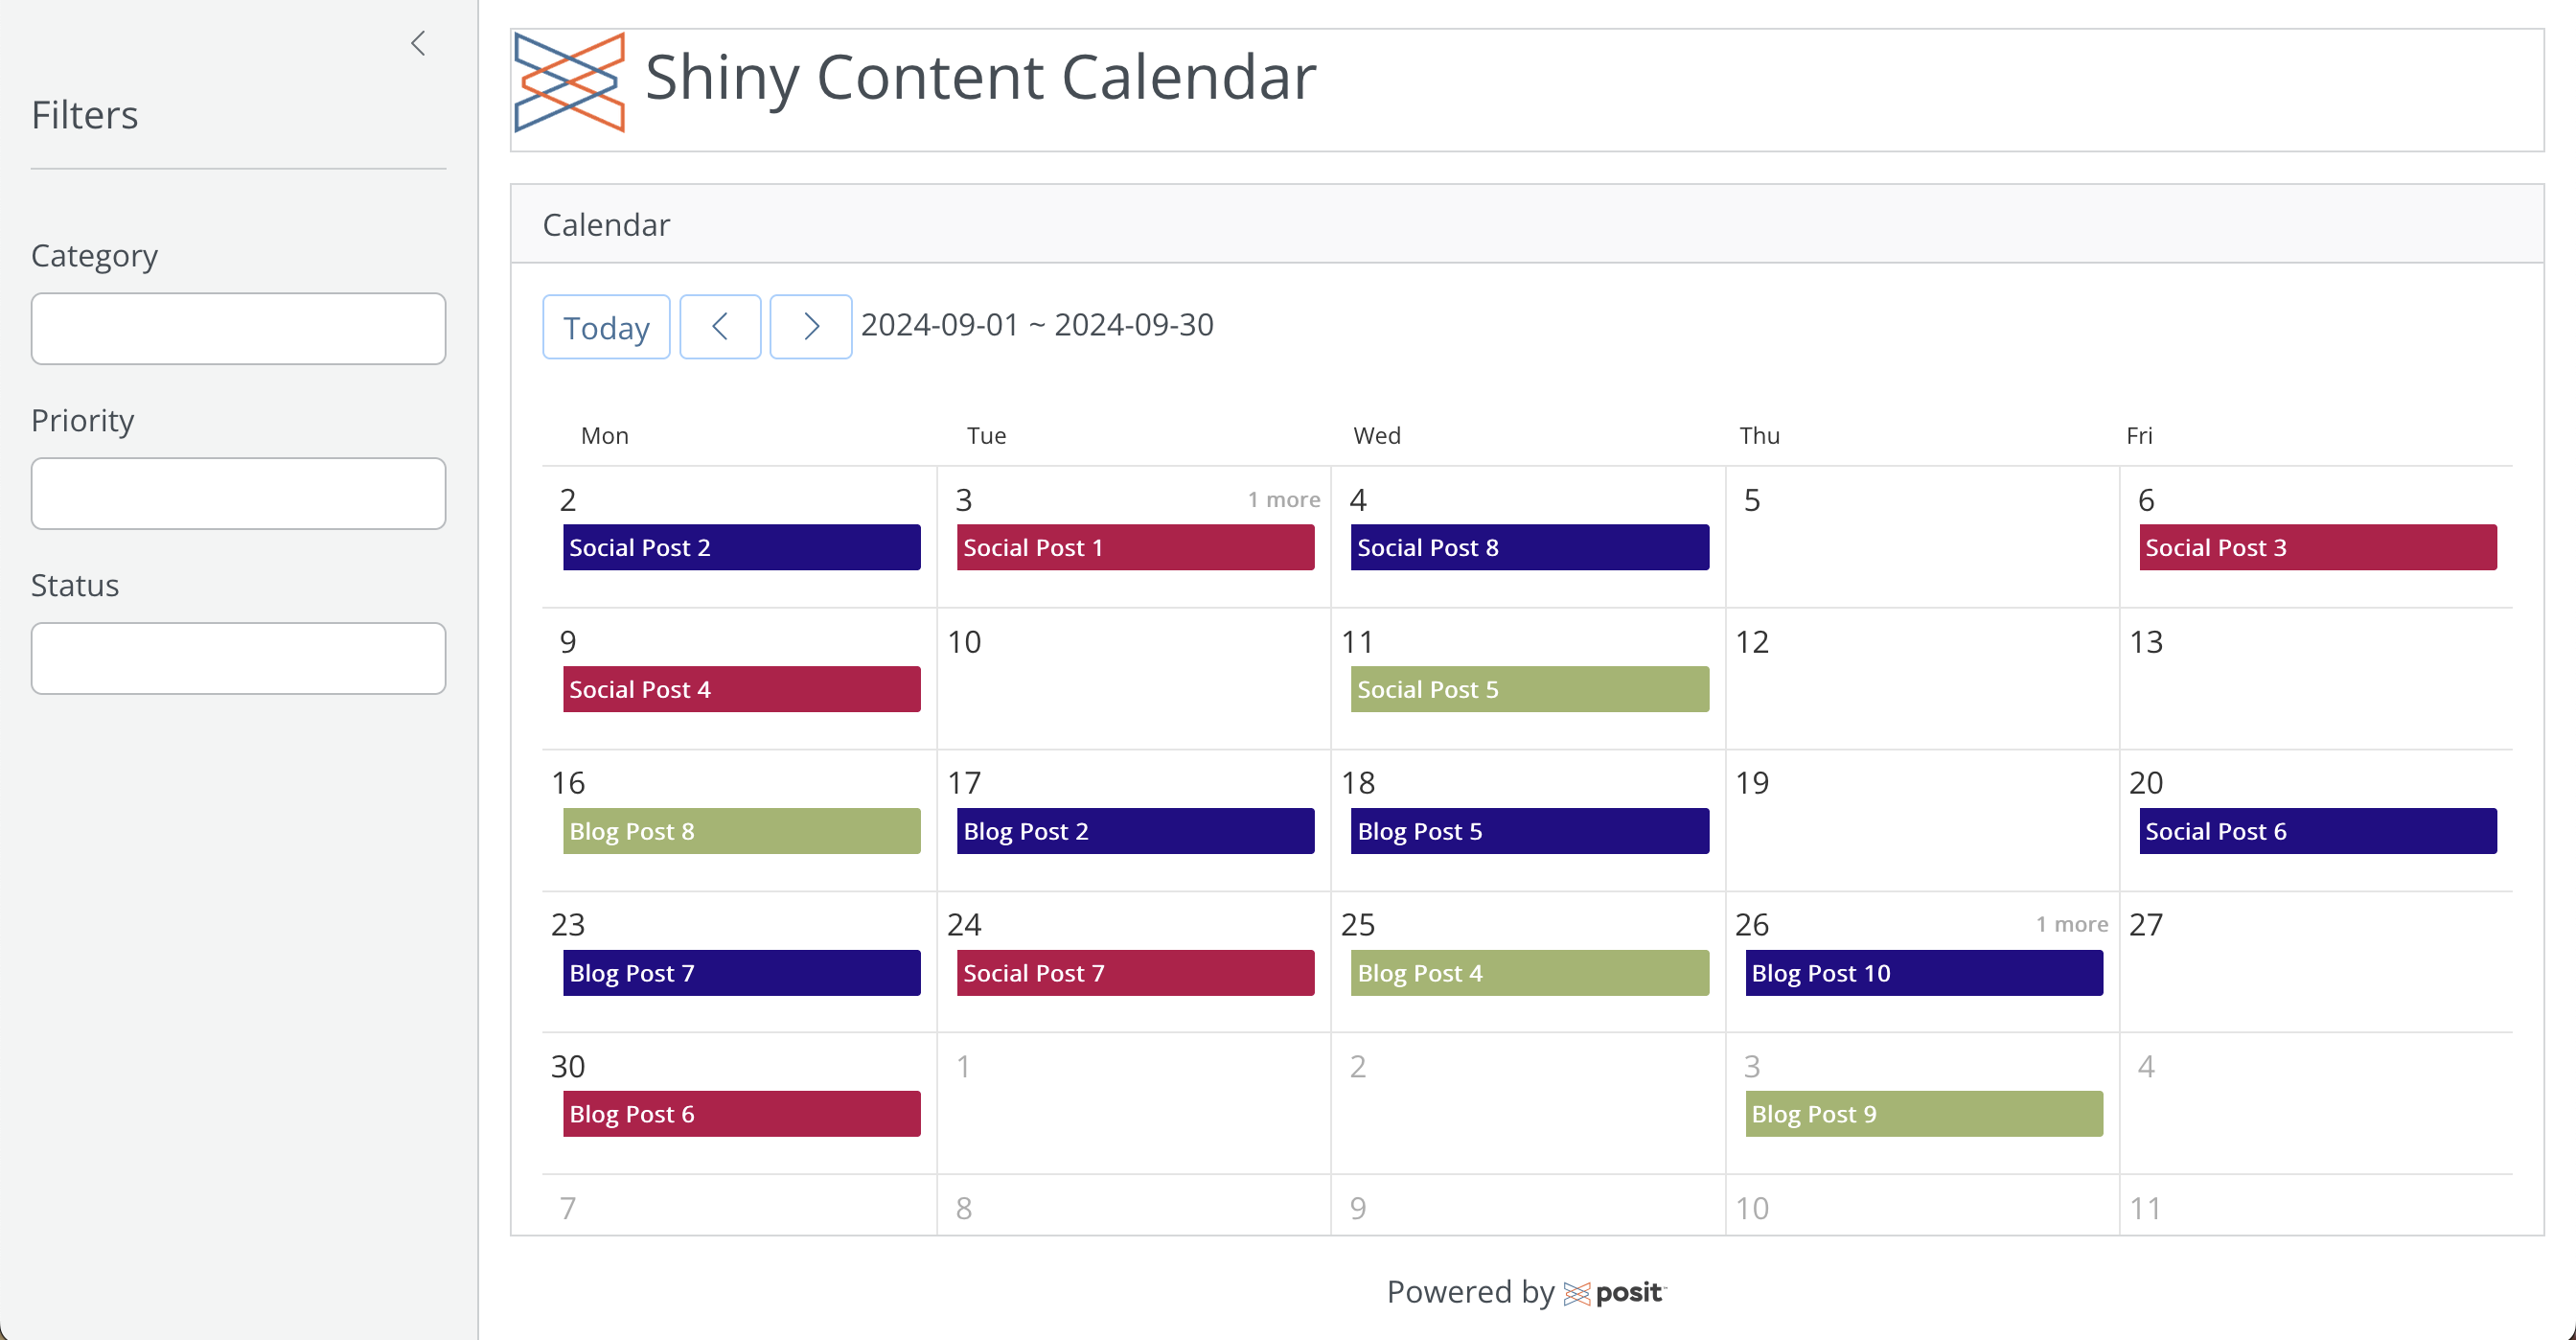 Filters
Category
Priority
Status
Shiny Content Calendar
Calendar
Today 2024-09-01 ~ 2024-09-30
Mon Tue Wed Thu Fri
2 3 1 more 4 5 6
Social Post 2 Social Post 1 Social Post 8 Social Post 3
9 10 11 12 13
Social Post 4 Social Post 5
16 17 18 19 20
Blog Post 8 Blog Post 2 Blog Post 5 Social Post 6
23 24 25 26 1 more 27
Blog Post 7 Social Post 7 Blog Post 4 Blog Post 10
30 1 2 3 4
Blog Post 6 Blog Post 9
7 8 9 10 11
Powered by posit